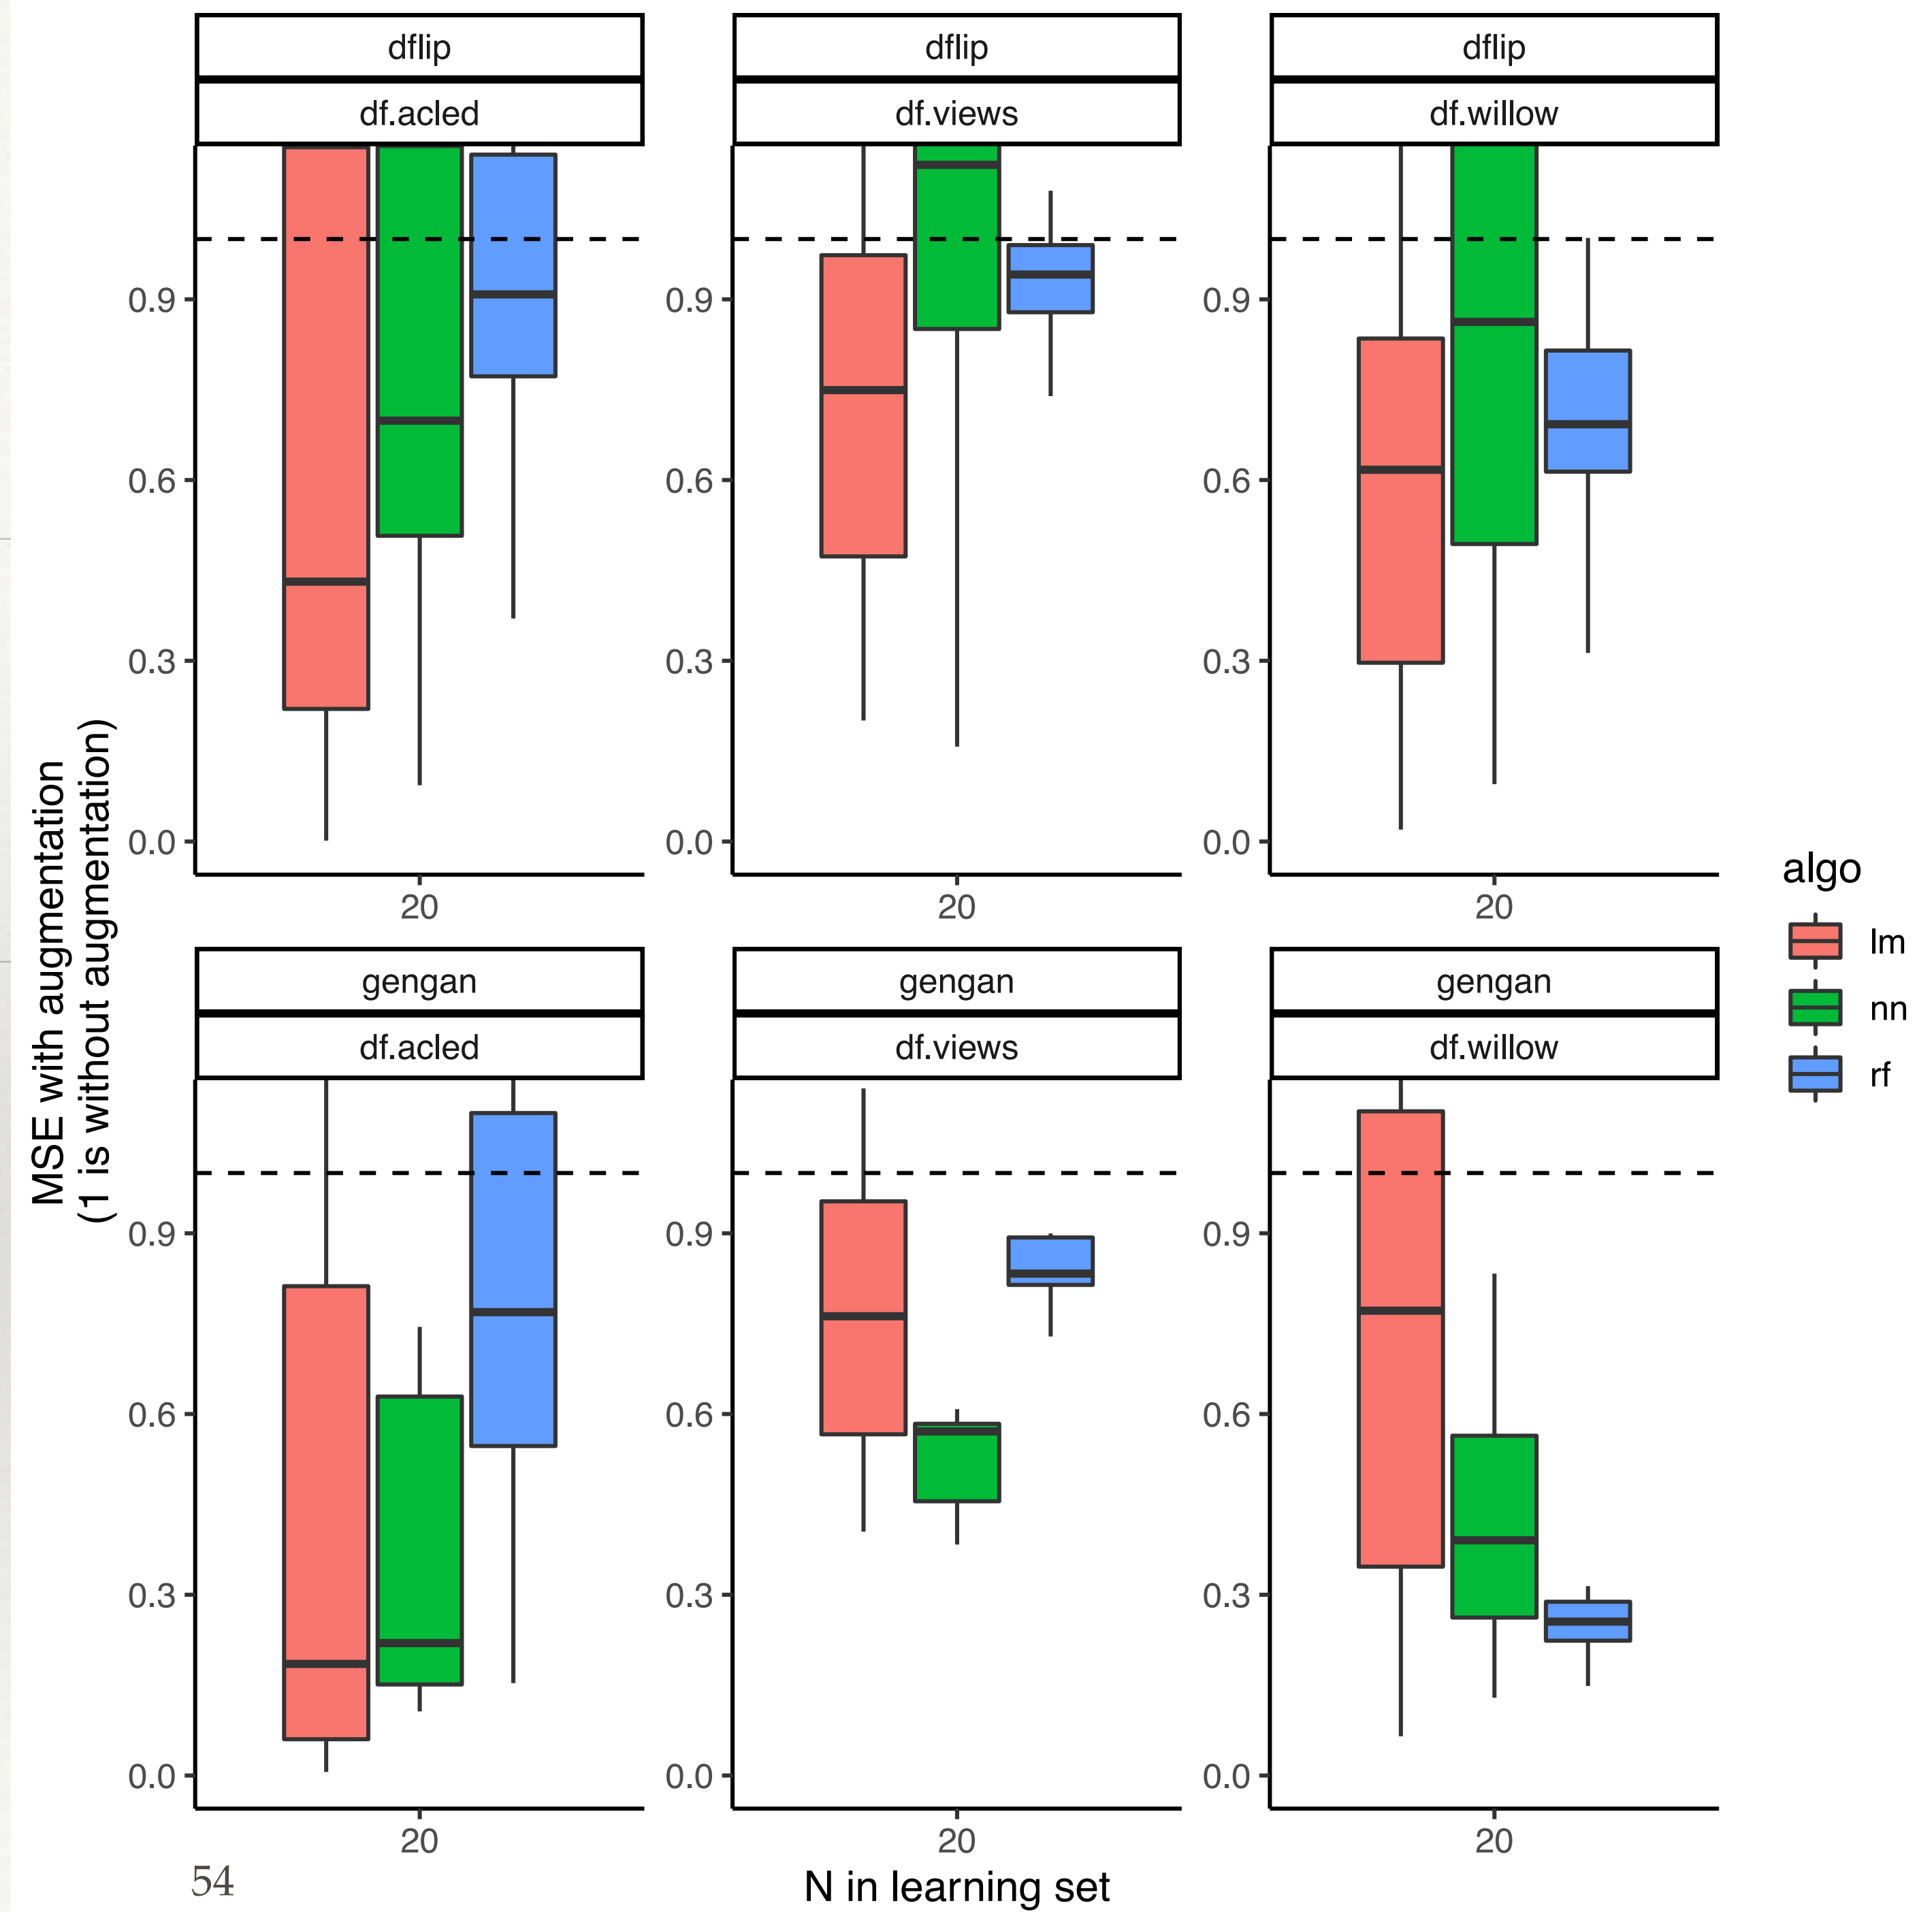 dflip
dflip
dflip
df.acled
df.views
df.willow
0.9
0.6
0.3
0.0
20
0.9
0.6
0.3
0.0
20
0.9
0.6
0.3
0.0
20
MSE with augmentation
(1 is without augmentation)
gengan
gengan
gengan
df.acled
df.views
df.willow
0.9
0.6
0.3
0.0
20
0.9
0.6
0.3
0.0
20
0.9
0.6
0.3
0.0
20
N in learning set
algo
lm
nn
rf
54